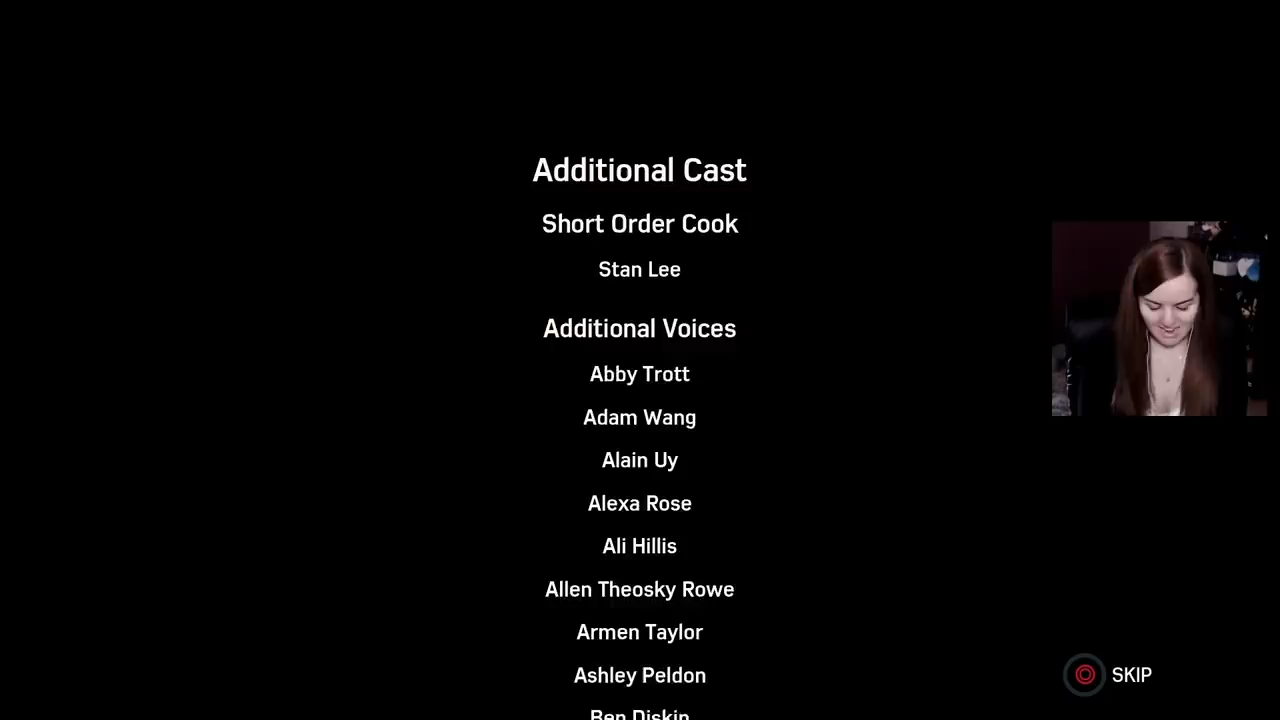 Additional Cast
Short Order Cook
Stan Lee
Additional Voices
Abby Trott
Adam Wang
Alain Uy
Alexa Rose
Ali Hillis
Allen Theosky Rowe
Armen Taylor
Ashley Peldon
Ben Diskin
SKIP